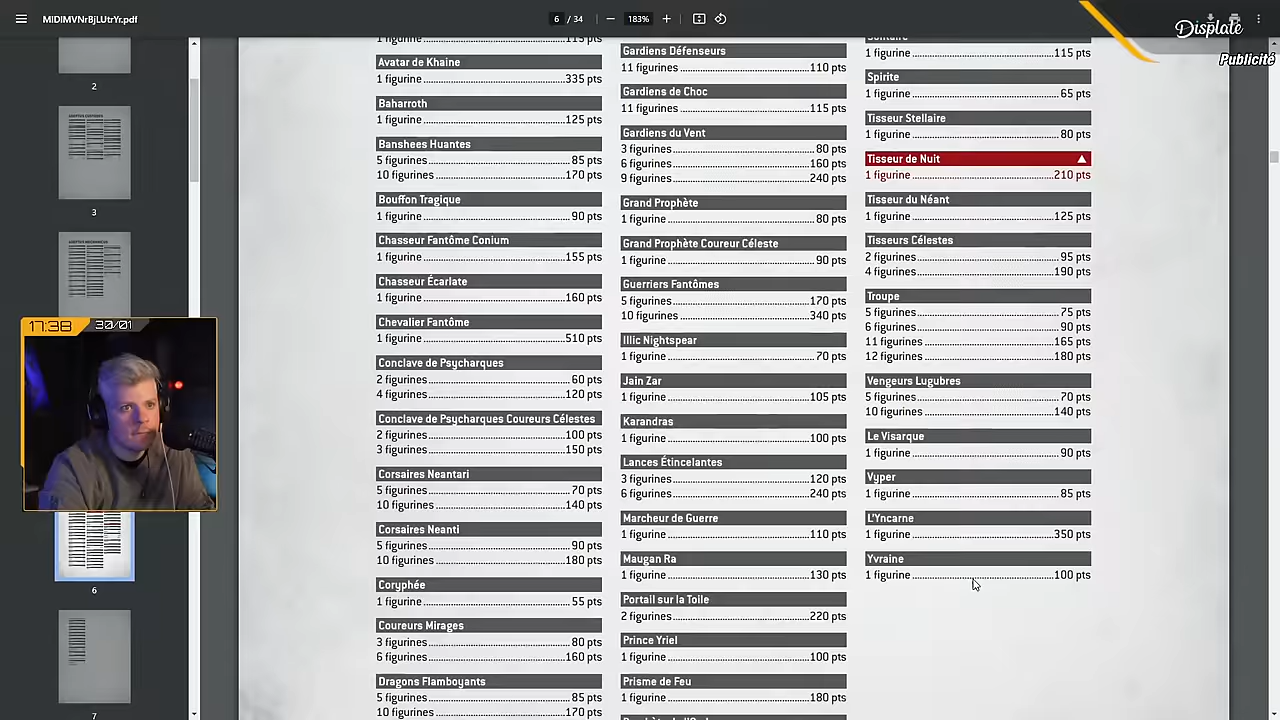 MIDIMVNrBjLUtrYr.pdf
6 / 34
183%
Displate
Publicité
2
3
17:38
30/01
6
7
1 figurine 115 pts
Avatar de Khaine
1 figurine 335 pts
Baharroth
1 figurine 125 pts
Banshees Huantes
5 figurines 85 pts
10 figurines 170 pts
Bouffon Tragique
1 figurine 90 pts
Chasseur Fantôme Conium
1 figurine 155 pts
Chasseur Écarlate
1 figurine 160 pts
Chevalier Fantôme
1 figurine 510 pts
Conclave de Psycharques
2 figurines 60 pts
4 figurines 120 pts
Conclave de Psycharques Coureurs Célestes
2 figurines 100 pts
3 figurines 150 pts
Corsaires Neantari
5 figurines 70 pts
10 figurines 140 pts
Corsaires Neanti
5 figurines 90 pts
10 figurines 180 pts
Coryphée
1 figurine 55 pts
Coureurs Mirages
3 figurines 80 pts
6 figurines 160 pts
Dragons Flamboyants
5 figurines 85 pts
10 figurines 170 pts
Gardiens Défenseurs
11 figurines 110 pts
Gardiens de Choc
11 figurines 115 pts
Gardiens du Vent
3 figurines 80 pts
6 figurines 160 pts
9 figurines 240 pts
Grand Prophète
1 figurine 80 pts
Grand Prophète Coureur Céleste
1 figurine 90 pts
Guerriers Fantômes
5 figurines 170 pts
10 figurines 340 pts
Illic Nightspear
1 figurine 70 pts
Jain Zar
1 figurine 105 pts
Karandras
1 figurine 100 pts
Lances Étincelantes
3 figurines 120 pts
6 figurines 240 pts
Marcheur de Guerre
1 figurine 110 pts
Maugan Ra
1 figurine 130 pts
Portail sur la Toile
2 figurines 220 pts
Prince Yriel
1 figurine 100 pts
Prisme de Feu
1 figurine 180 pts
Solitaire
1 figurine 115 pts
Spirite
1 figurine 65 pts
Tisseur Stellaire
1 figurine 80 pts
Tisseur de Nuit ▲
1 figurine 210 pts
Tisseur du Néant
1 figurine 125 pts
Tisseurs Célestes
2 figurines 95 pts
4 figurines 190 pts
Troupe
5 figurines 75 pts
6 figurines 90 pts
11 figurines 165 pts
12 figurines 180 pts
Vengeurs Lugubres
5 figurines 70 pts
10 figurines 140 pts
Le Visarque
1 figurine 90 pts
Vyper
1 figurine 85 pts
L'Yncarne
1 figurine 350 pts
Yvraine
1 figurine 100 pts